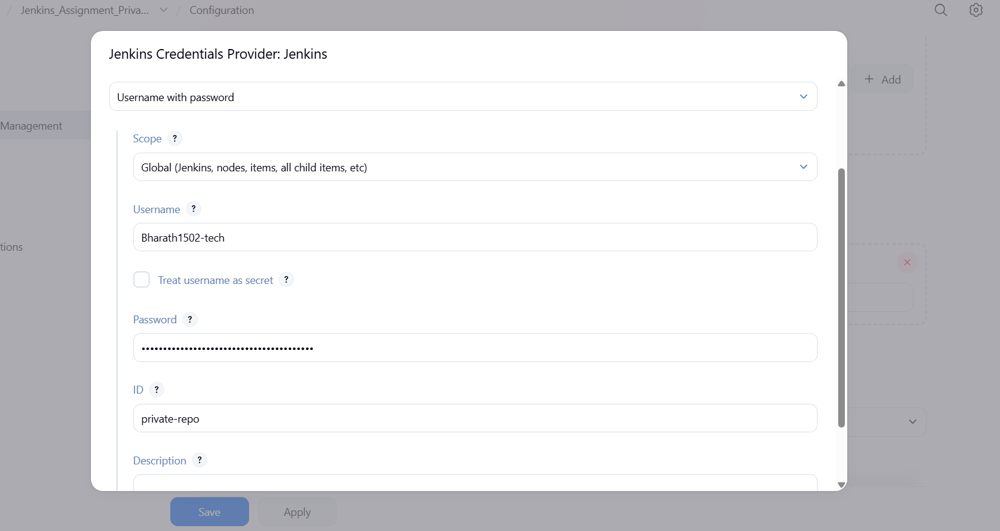 / Jenkins_Assignment_Priva... / Configuration
Jenkins Credentials Provider: Jenkins
+ Add
Username with password
Management
Scope ?
Global (Jenkins, nodes, items, all child items, etc)
Username ?
Bharath1502-tech
tions
Treat username as secret ?
Password ?
••••••••••••••••••••••••••••••••••••••••
ID ?
private-repo
Description ?
Save Apply